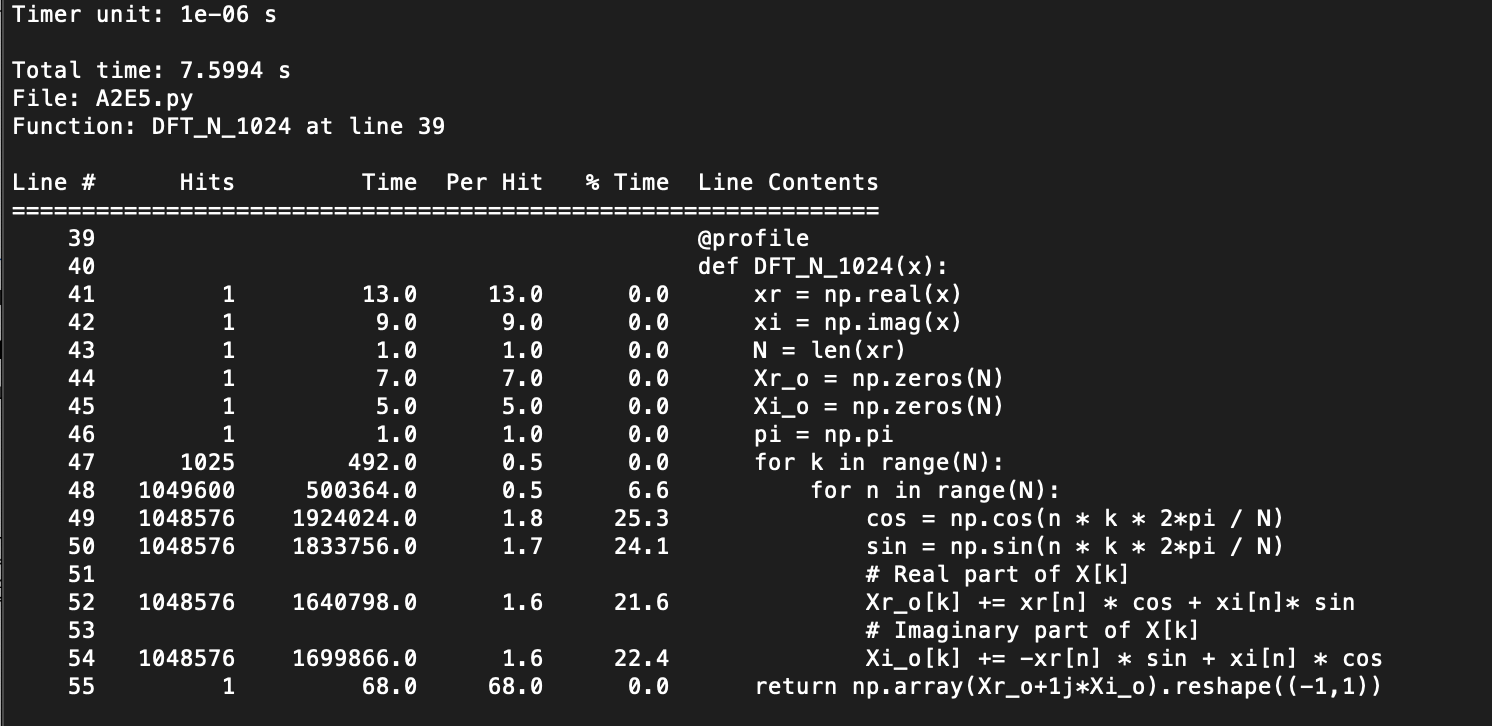 Timer unit: 1e-06 s
Total time: 7.5994 s
File: A2E5.py
Function: DFT_N_1024 at line 39
Line #      Hits         Time  Per Hit   % Time  Line Contents
==============================================================
    39                                           @profile
    40                                           def DFT_N_1024(x):
    41         1         13.0     13.0      0.0      xr = np.real(x)
    42         1          9.0      9.0      0.0      xi = np.imag(x)
    43         1          1.0      1.0      0.0      N = len(xr)
    44         1          7.0      7.0      0.0      Xr_o = np.zeros(N)
    45         1          5.0      5.0      0.0      Xi_o = np.zeros(N)
    46         1          1.0      1.0      0.0      pi = np.pi
    47      1025        492.0      0.5      0.0      for k in range(N):
    48   1049600     500364.0      0.5      6.6          for n in range(N):
    49   1048576    1924024.0      1.8     25.3              cos = np.cos(n * k * 2*pi / N)
    50   1048576    1833756.0      1.7     24.1              sin = np.sin(n * k * 2*pi / N)
    51                                                       # Real part of X[k]
    52   1048576    1640798.0      1.6     21.6              Xr_o[k] += xr[n] * cos + xi[n]* sin
    53                                                       # Imaginary part of X[k]
    54   1048576    1699866.0      1.6     22.4              Xi_o[k] += -xr[n] * sin + xi[n] * cos
    55         1         68.0     68.0      0.0      return np.array(Xr_o+1j*Xi_o).reshape((-1,1))